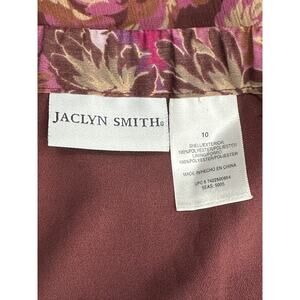 JACLYN SMITH®
10
SHELL/EXTERIOR:
100%POLYESTER/POLIESTER
LINING/FORRO:
100%POLYESTER/POLIESTER
MADE IN/HECHO EN CHINA